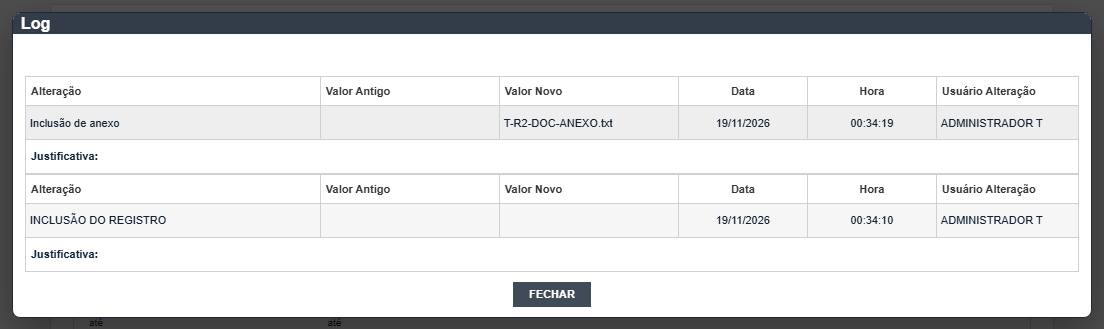 Log
Alteração Valor Antigo Valor Novo Data Hora Usuário Alteração
Inclusão de anexo T-R2-DOC-ANEXO.txt 19/11/2026 00:34:19 ADMINISTRADOR T
Justificativa:
Alteração Valor Antigo Valor Novo Data Hora Usuário Alteração
INCLUSÃO DO REGISTRO 19/11/2026 00:34:10 ADMINISTRADOR T
Justificativa:
FECHAR
até até